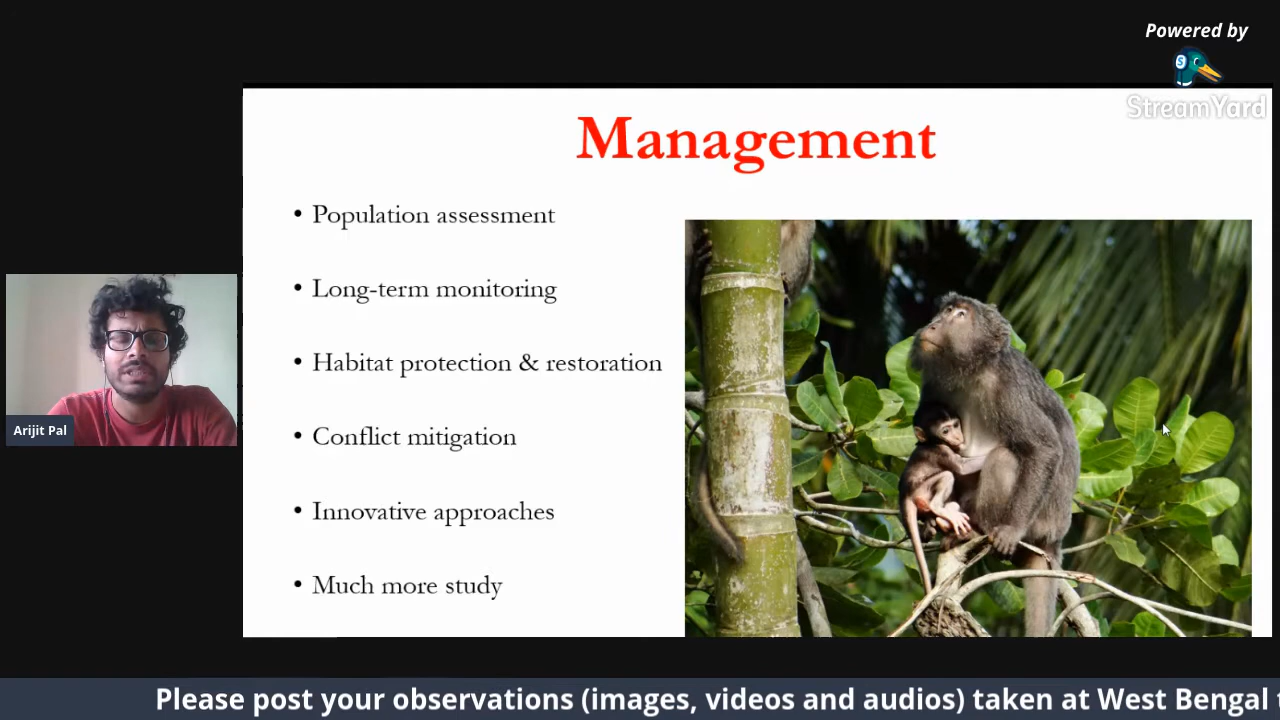 Powered by
StreamYard
Management
• Population assessment
• Long-term monitoring
• Habitat protection & restoration
• Conflict mitigation
• Innovative approaches
• Much more study
Arijit Pal
Please post your observations (images, videos and audios) taken at West Bengal